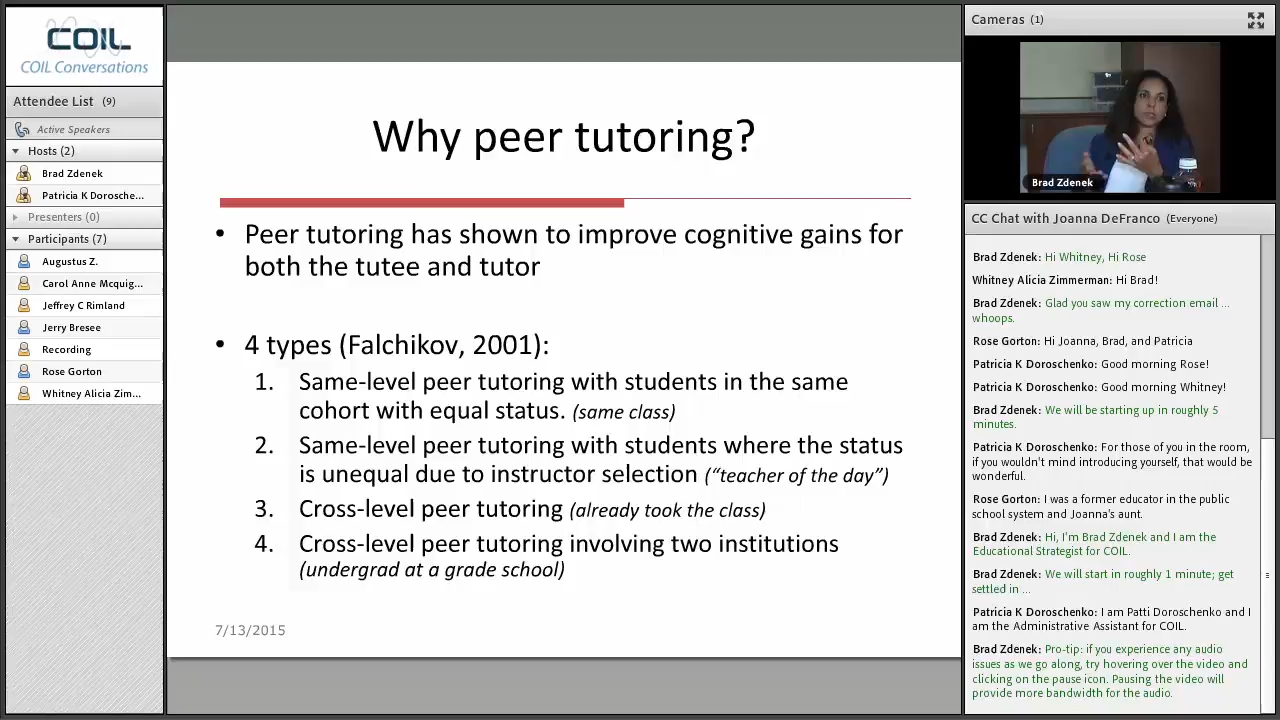 COIL
COIL Conversations
Attendee List (9)
Active Speakers
Hosts (2)
Brad Zdenek
Patricia K Dorosche...
Presenters (0)
Participants (7)
Augustus Z.
Carol Anne Mcquig...
Jeffrey C Rimland
Jerry Bresee
Recording
Rose Gorton
Whitney Alicia Zim...
Why peer tutoring?
• Peer tutoring has shown to improve cognitive gains for
both the tutee and tutor
• 4 types (Falchikov, 2001):
1. Same-level peer tutoring with students in the same
cohort with equal status. (same class)
2. Same-level peer tutoring with students where the status
is unequal due to instructor selection (“teacher of the day”)
3. Cross-level peer tutoring (already took the class)
4. Cross-level peer tutoring involving two institutions
(undergrad at a grade school)
7/13/2015
Cameras (1)
Brad Zdenek
CC Chat with Joanna DeFranco (Everyone)
Brad Zdenek: Hi Whitney, Hi Rose
Whitney Alicia Zimmerman: Hi Brad!
Brad Zdenek: Glad you saw my correction email ...
whoops.
Rose Gorton: Hi Joanna, Brad, and Patricia
Patricia K Doroschenko: Good morning Rose!
Patricia K Doroschenko: Good morning Whitney!
Brad Zdenek: We will be starting up in roughly 5
minutes.
Patricia K Doroschenko: For those of you in the room,
if you wouldn't mind introducing yourself, that would be
wonderful.
Rose Gorton: I was a former educator in the public
school system and Joanna's aunt.
Brad Zdenek: Hi, I'm Brad Zdenek and I am the
Educational Strategist for COIL.
Brad Zdenek: We will start in roughly 1 minute; get
settled in ...
Patricia K Doroschenko: I am Patti Doroschenko and I
am the Administrative Assistant for COIL.
Brad Zdenek: Pro-tip: if you experience any audio
issues as we go along, try hovering over the video and
clicking on the pause icon. Pausing the video will
provide more bandwidth for the audio.